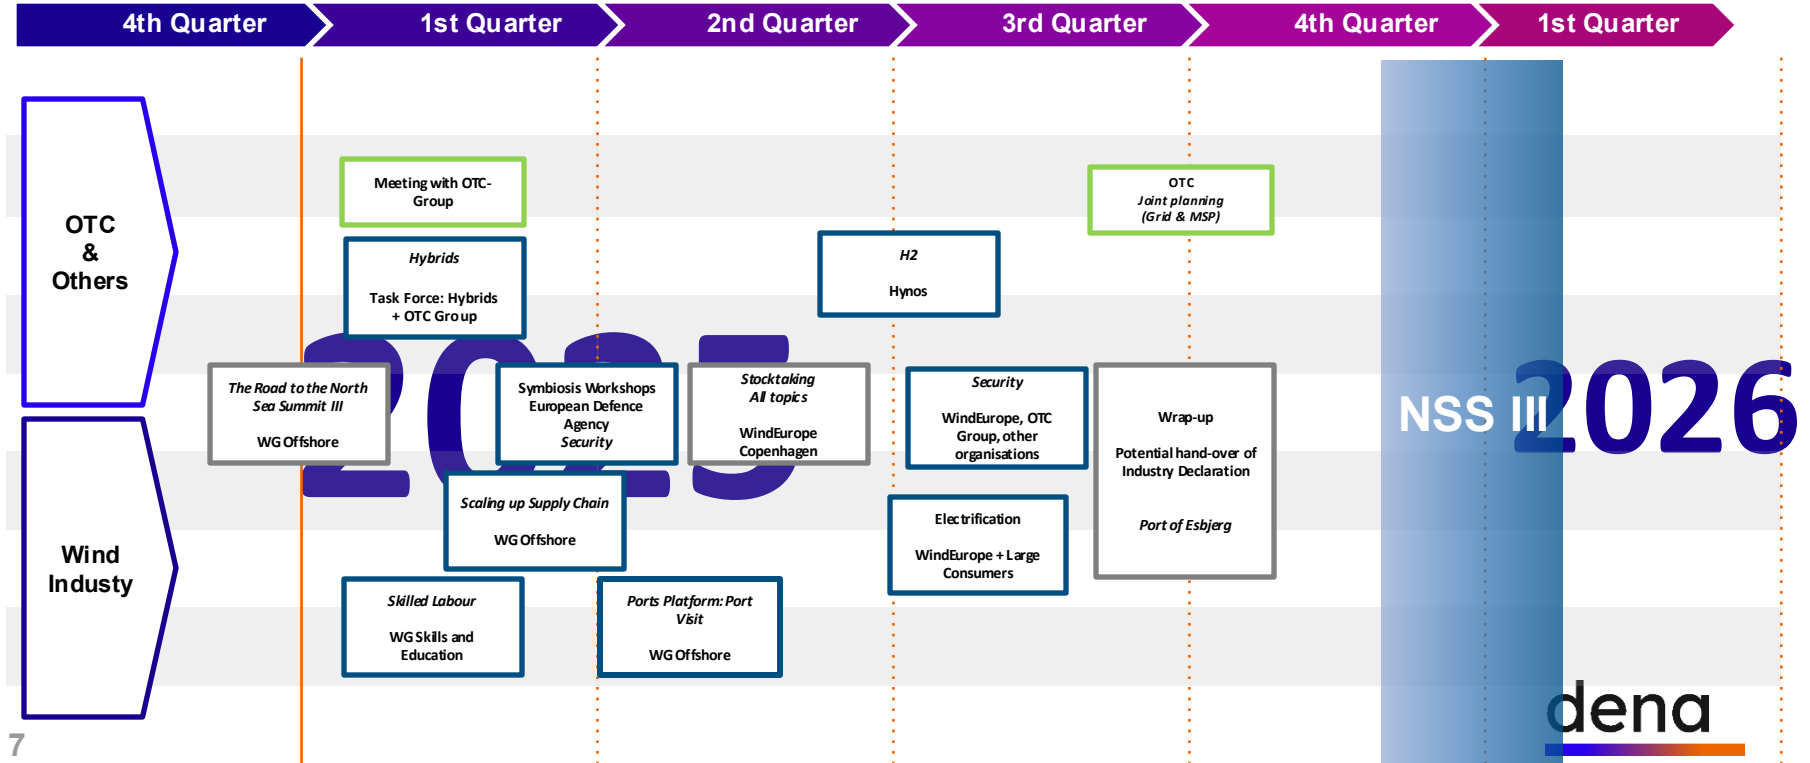 4th Quarter
1st Quarter
2nd Quarter
3rd Quarter
4th Quarter
1st Quarter
OTC
&
Others
Meeting with OTC-
Group
OTC
Joint planning
(Grid & MSP)
Hybrids
Task Force: Hybrids
+ OTC Group
H2
Hynos
2025
The Road to the North
Sea Summit III
WG Offshore
Symbiosis Workshops
European Defence
Agency
Security
Stocktaking
All topics
WindEurope
Copenhagen
Security
WindEurope, OTC
Group, other
organisations
Wrap-up
Potential hand-over of
Industry Declaration
Port of Esbjerg
NSS III
2026
Wind
Industy
Scaling up Supply Chain
WG Offshore
Electrification
WindEurope + Large
Consumers
Skilled Labour
WG Skills and
Education
Ports Platform: Port
Visit
WG Offshore
dena
7